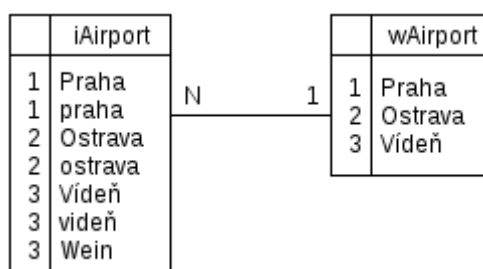 iAirport
1 Praha
1 praha
2 Ostrava
2 ostrava
3 Vídeň
3 videň
3 Wein
N 1
wAirport
1 Praha
2 Ostrava
3 Vídeň